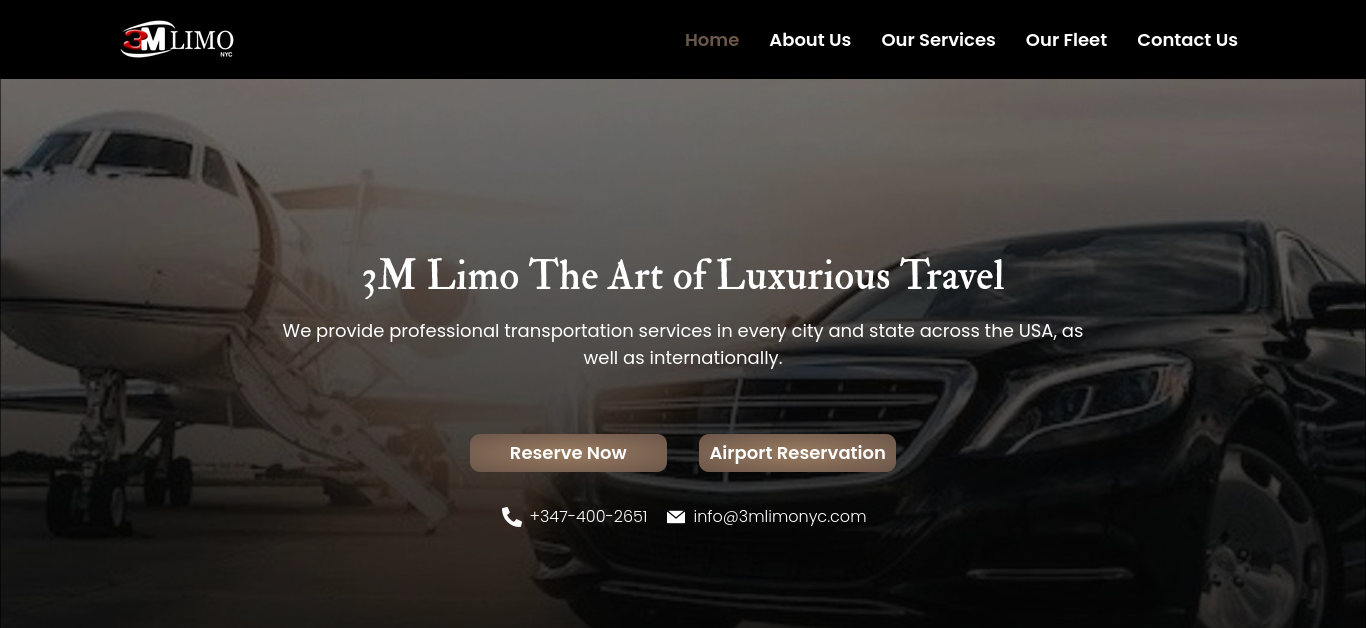 3M LIMO
NYC
Home
About Us
Our Services
Our Fleet
Contact Us
3M Limo The Art of Luxurious Travel
We provide professional transportation services in every city and state across the USA, as
well as internationally.
Reserve Now
Airport Reservation
+347-400-2651
info@3mlimonyc.com